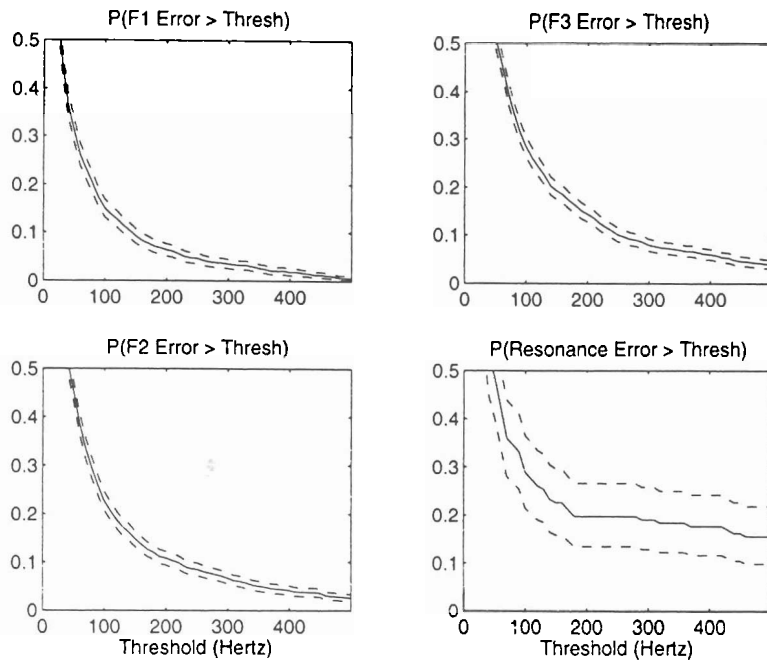 P(F1 Error > Thresh)
0.5
0.4
0.3
0.2
0.1
0
0 100 200 300 400
P(F3 Error > Thresh)
0.5
0.4
0.3
0.2
0.1
0
0 100 200 300 400
P(F2 Error > Thresh)
0.5
0.4
0.3
0.2
0.1
0
0 100 200 300 400
Threshold (Hertz)
P(Resonance Error > Thresh)
0.5
0.4
0.3
0.2
0.1
0
0 100 200 300 400
Threshold (Hertz)